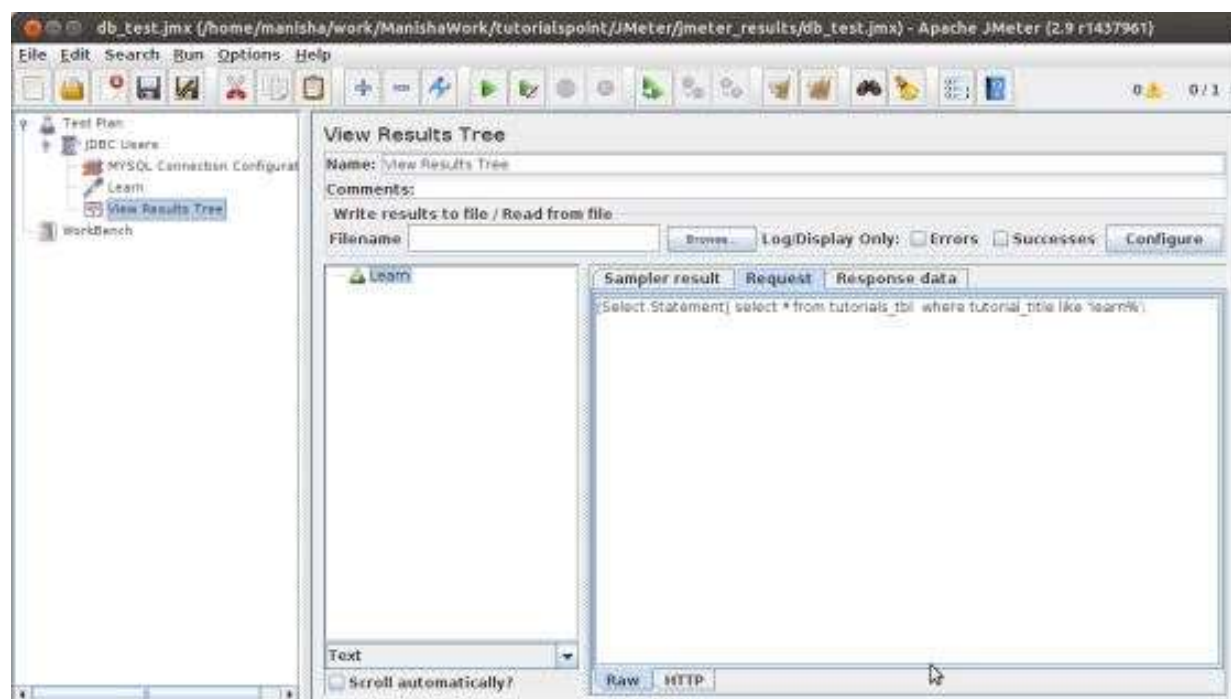 db_test.jmx (/home/manisha/work/ManishaWork/tutorialspoint/JMeter/jmeter_results/db_test.jmx) - Apache JMeter (2.9 r1437961)
File Edit Search Run Options Help
0 0 / 1
Test Plan
JDBC Users
MYSQL Connection Configurat
Learn
View Results Tree
WorkBench
View Results Tree
Name: View Results Tree
Comments:
Write results to file / Read from file
Filename Browse... Log/Display Only: Errors Successes Configure
Learn
Sampler result Request Response data
[Select Statement] select * from tutorials_tbl where tutorial_title like 'learn%';
Text
Scroll automatically?
Raw HTTP